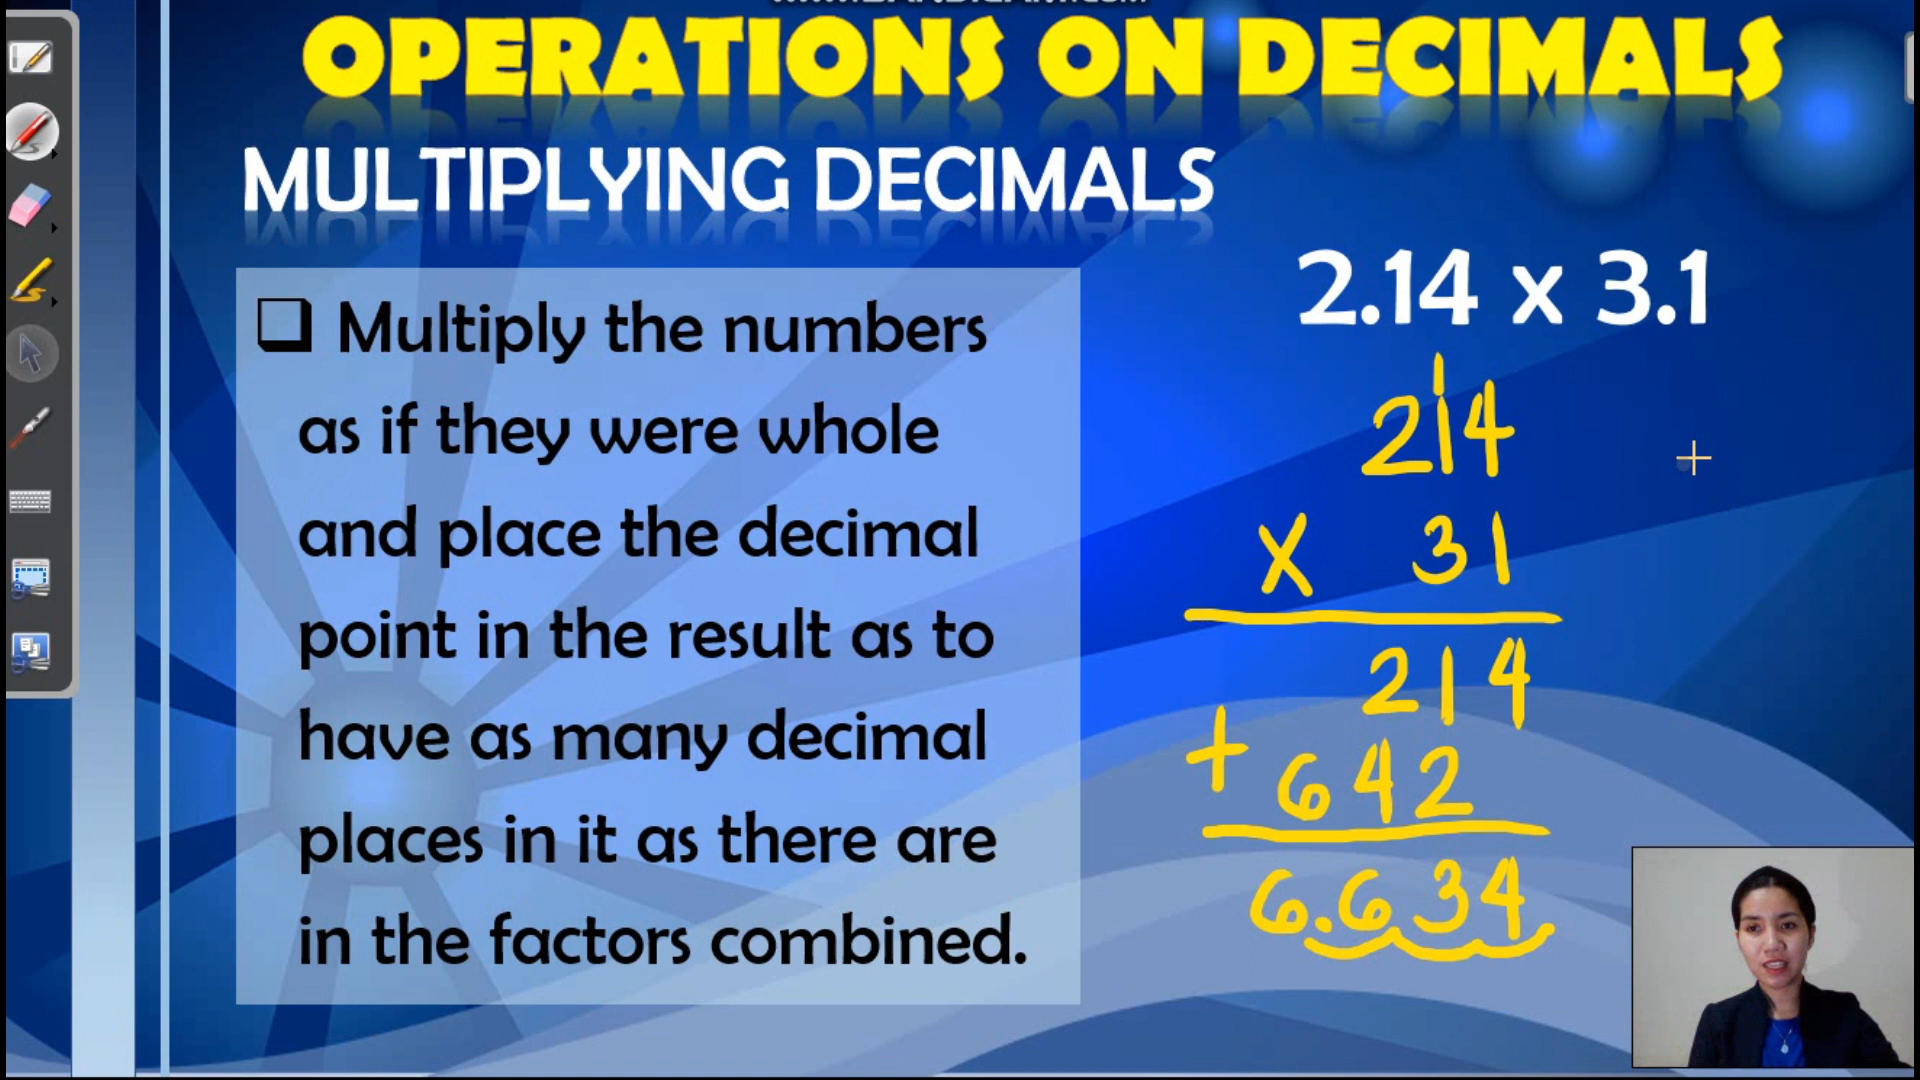 OPERATIONS ON DECIMALS
MULTIPLYING DECIMALS
❑ Multiply the numbers
as if they were whole
and place the decimal
point in the result as to
have as many decimal
places in it as there are
in the factors combined.
2.14 x 3.1
1
214
x 31
214
+ 642
6.634